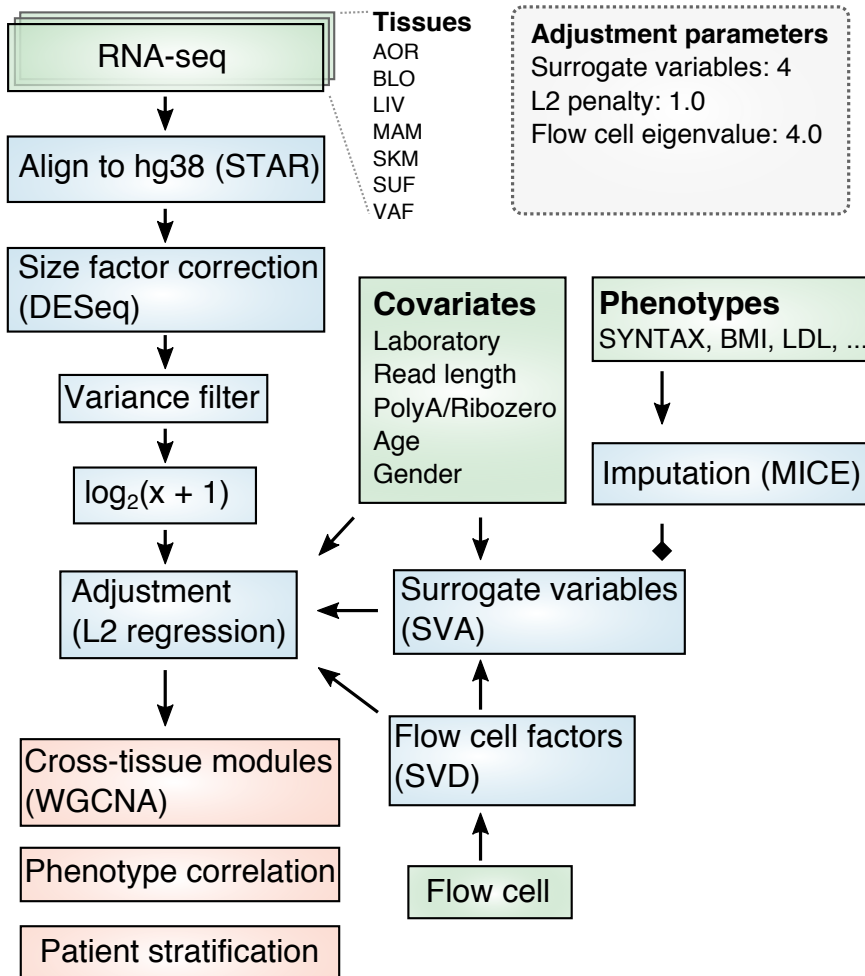 RNA-seq
Tissues
AOR
BLO
LIV
MAM
SKM
SUF
VAF
Adjustment parameters
Surrogate variables: 4
L2 penalty: 1.0
Flow cell eigenvalue: 4.0
Align to hg38 (STAR)
Size factor correction
(DESeq)
Variance filter
log₂(x + 1)
Covariates
Laboratory
Read length
PolyA/Ribozero
Age
Gender
Phenotypes
SYNTAX, BMI, LDL, ...
Imputation (MICE)
Adjustment
(L2 regression)
Surrogate variables
(SVA)
Flow cell factors
(SVD)
Flow cell
Cross-tissue modules
(WGCNA)
Phenotype correlation
Patient stratification